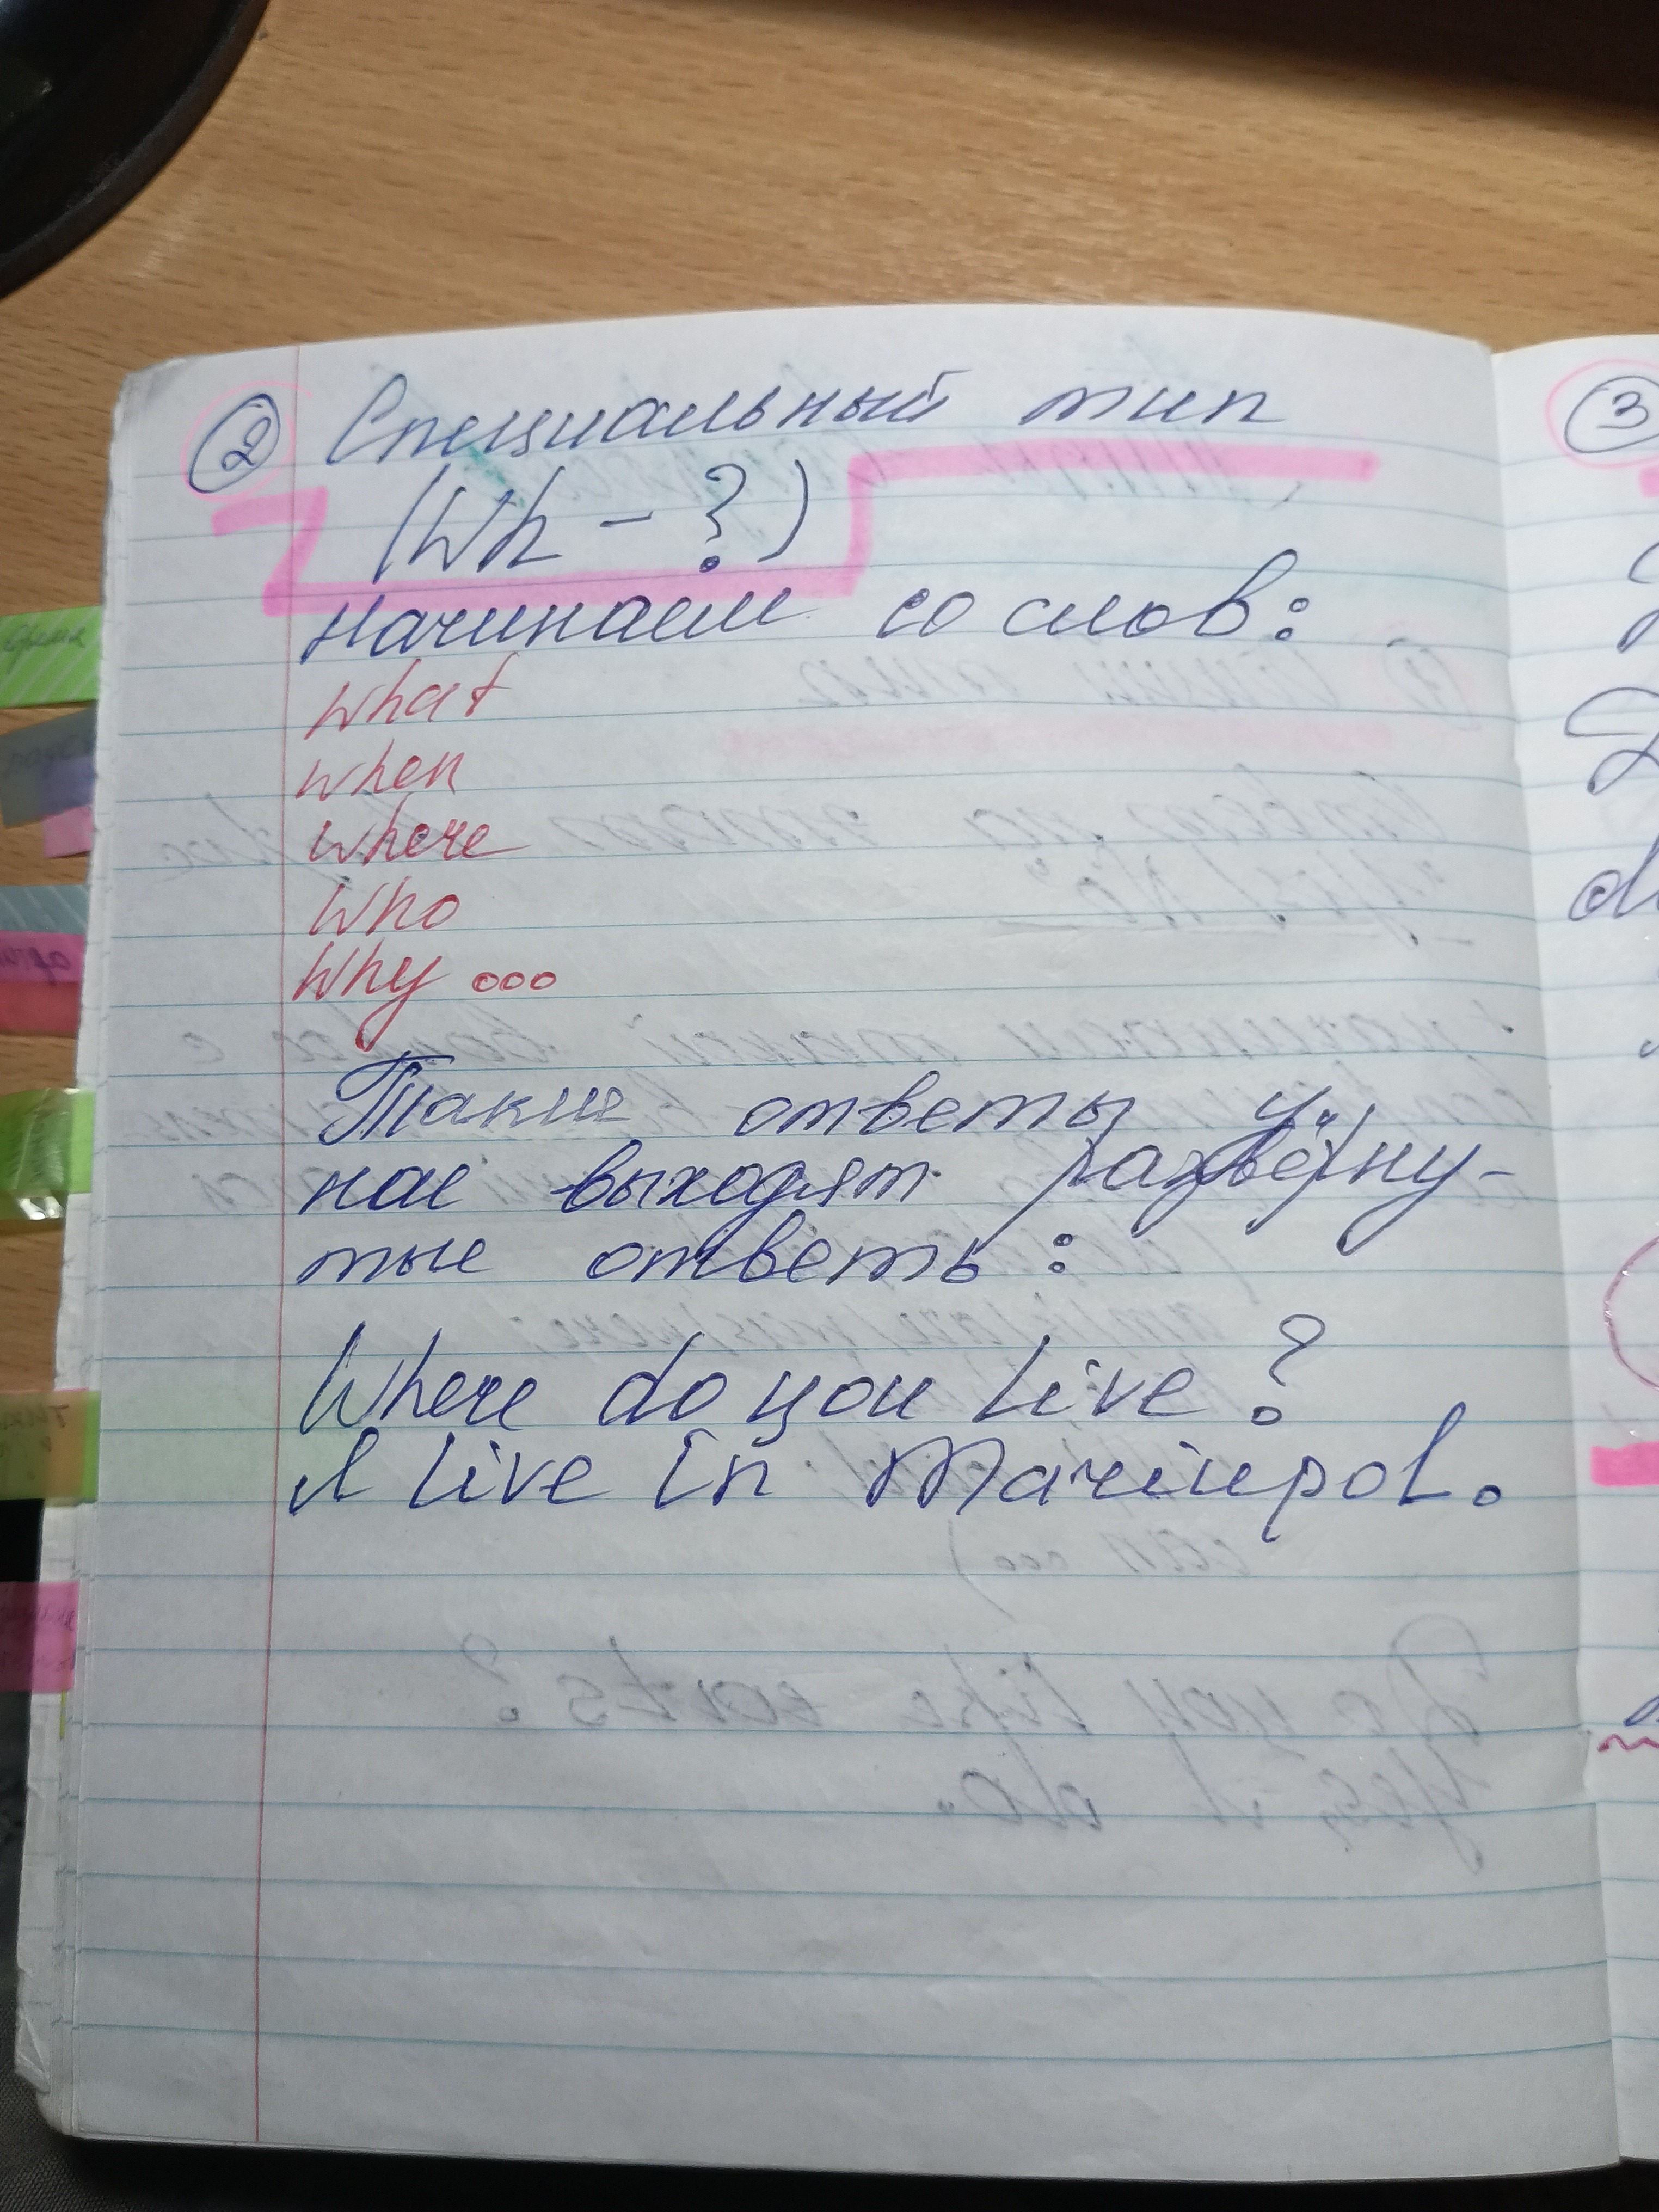 ② Специальный тип
(Wh - ?)
начинаем со слов:
what
when
where
who
why ...
Такие ответы у
нас выходят развёрну-
тые ответы:
Where do you live?
I live in Mariupol.
3